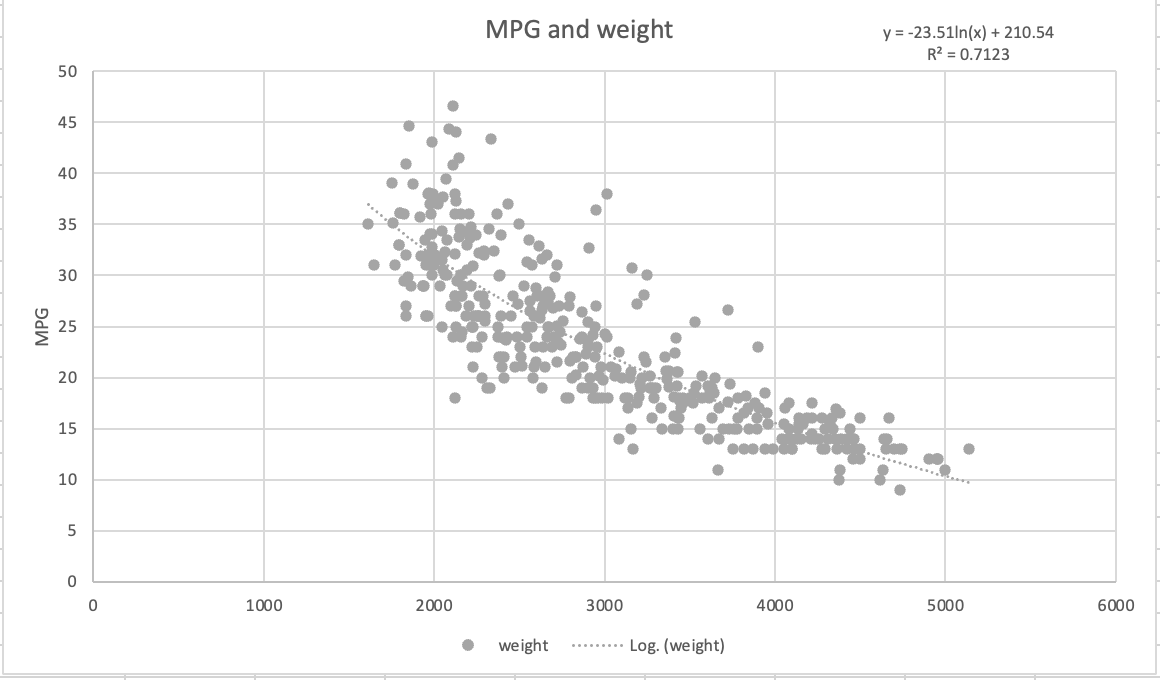 MPG and weight
y = -23.51ln(x) + 210.54
R² = 0.7123
50
45
40
35
30
25
20
15
10
5
0
MPG
0 1000 2000 3000 4000 5000 6000
weight Log. (weight)